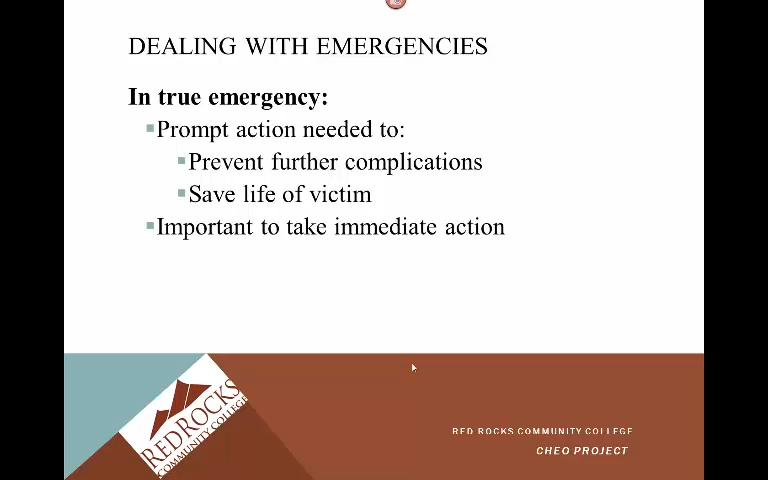 DEALING WITH EMERGENCIES
In true emergency:
Prompt action needed to:
Prevent further complications
Save life of victim
Important to take immediate action
RED ROCKS
COMMUNITY COLLEGE
RED ROCKS COMMUNITY COLLEGE
CHEO PROJECT